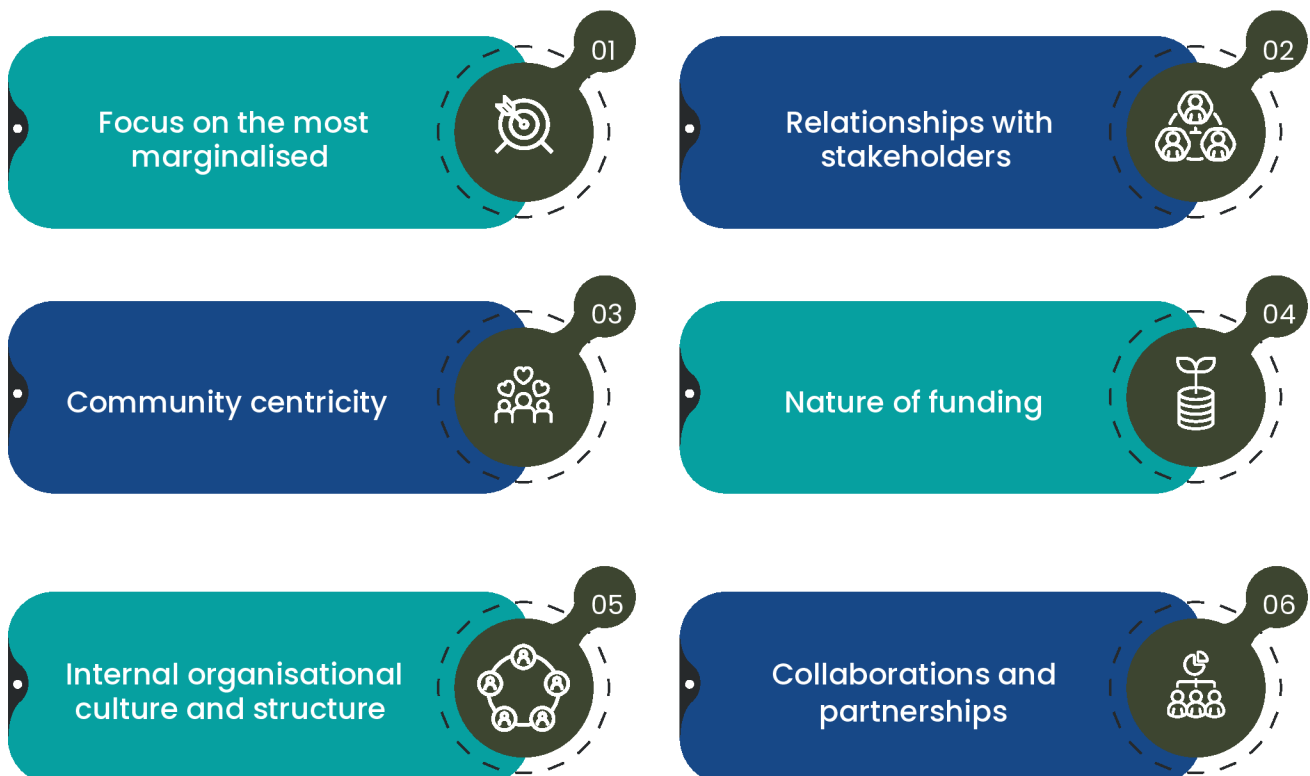 01
Focus on the most
marginalised
02
Relationships with
stakeholders
03
Community centricity
04
Nature of funding
05
Internal organisational
culture and structure
06
Collaborations and
partnerships